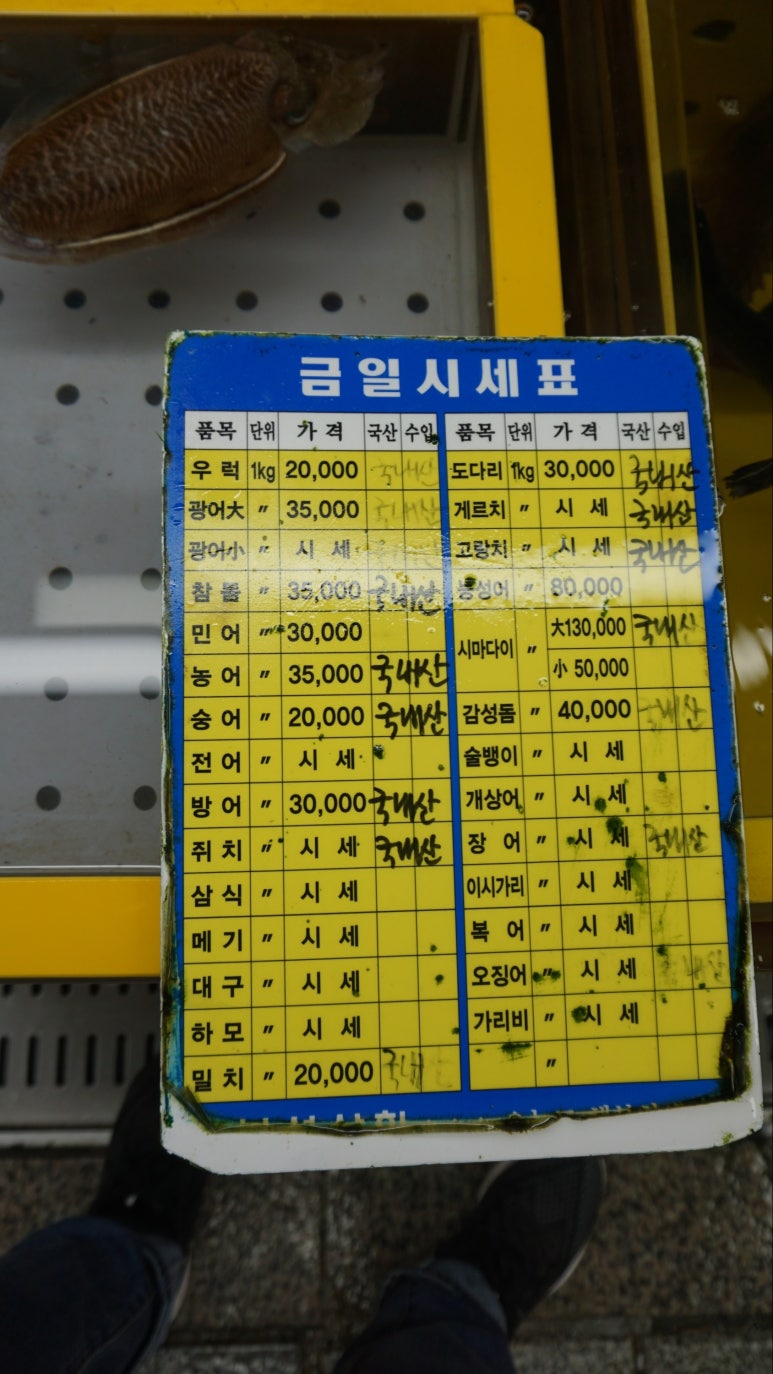 금일시세표
품목 단위 가격 국산 수입
우럭 1kg 20,000 국내산
광어大 〃 35,000 국내산
광어小 〃 시세
참돔 〃 35,000 국내산
민어 〃 30,000
농어 〃 35,000 국내산
숭어 〃 20,000 국내산
전어 〃 시세
방어 〃 30,000 국내산
쥐치 〃 시세 국내산
삼식 〃 시세
메기 〃 시세
대구 〃 시세
하모 〃 시세
밀치 〃 20,000 국내
품목 단위 가격 국산 수입
도다리 1kg 30,000 국내산
게르치 〃 시세 국내산
고랑치 〃 시세 국내산
능성어 〃 80,000
시마다이 〃 大130,000 국내산
小 50,000
감성돔 〃 40,000 국내산
술뱅이 〃 시세
개상어 〃 시세
장어 〃 시세 국내산
이시가리 〃 시세
복어 〃 시세
오징어 〃 시세 내산
가리비 〃 시세
〃